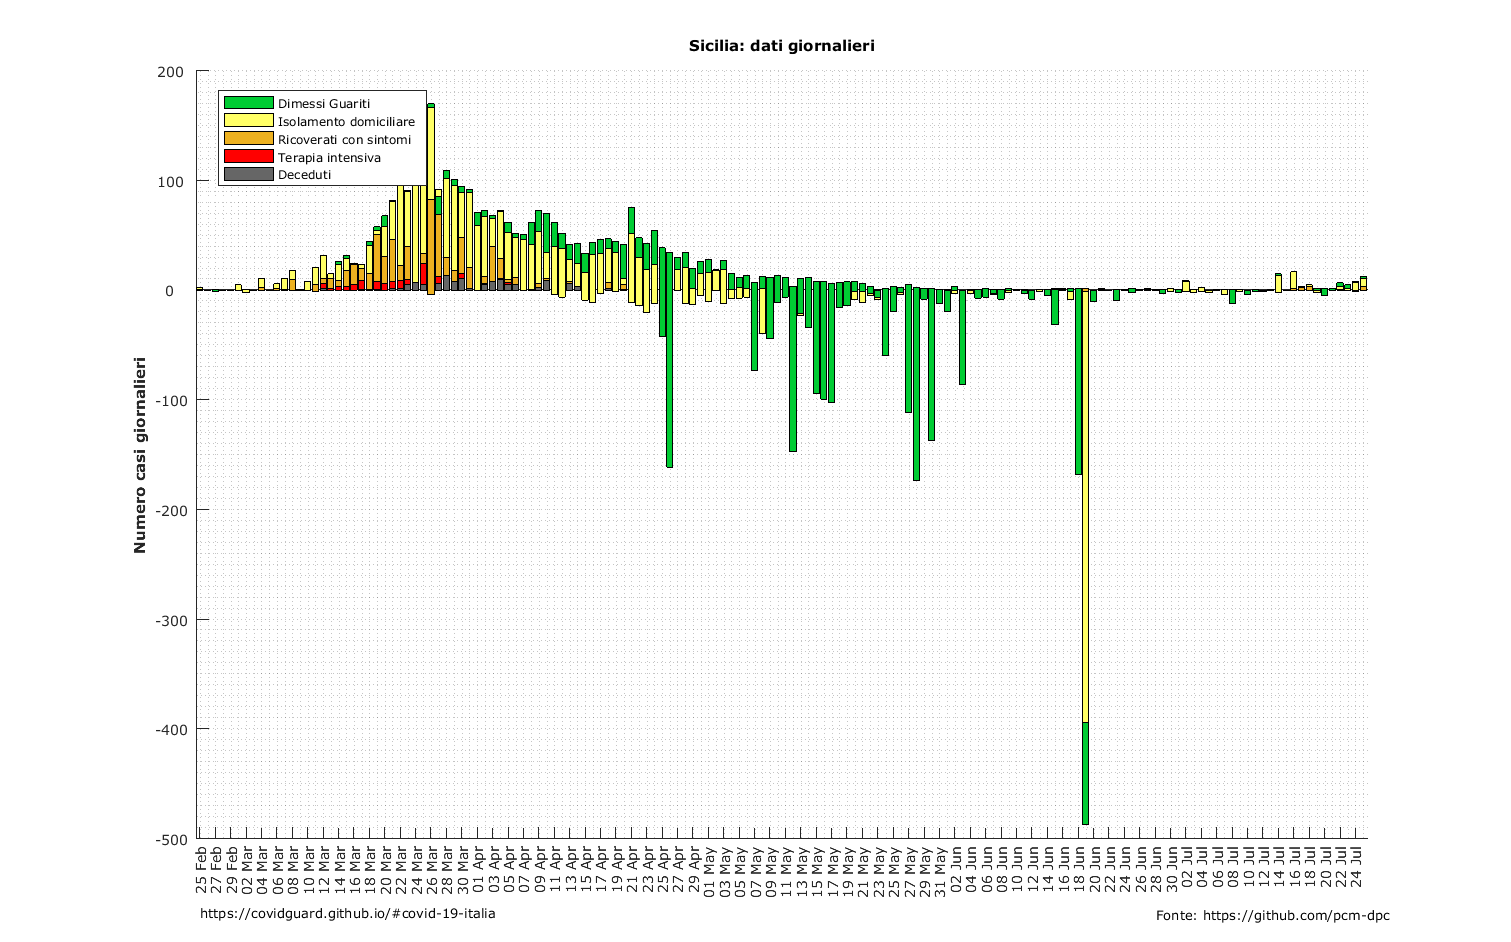 Sicilia: dati giornalieri
Numero casi giornalieri
200
100
0
-100
-200
-300
-400
-500
Dimessi Guariti
Isolamento domiciliare
Ricoverati con sintomi
Terapia intensiva
Deceduti
25 Feb
27 Feb
29 Feb
02 Mar
04 Mar
06 Mar
08 Mar
10 Mar
12 Mar
14 Mar
16 Mar
18 Mar
20 Mar
22 Mar
24 Mar
26 Mar
28 Mar
30 Mar
01 Apr
03 Apr
05 Apr
07 Apr
09 Apr
11 Apr
13 Apr
15 Apr
17 Apr
19 Apr
21 Apr
23 Apr
25 Apr
27 Apr
29 Apr
01 May
03 May
05 May
07 May
09 May
11 May
13 May
15 May
17 May
19 May
21 May
23 May
25 May
27 May
29 May
31 May
02 Jun
04 Jun
06 Jun
08 Jun
10 Jun
12 Jun
14 Jun
16 Jun
18 Jun
20 Jun
22 Jun
24 Jun
26 Jun
28 Jun
30 Jun
02 Jul
04 Jul
06 Jul
08 Jul
10 Jul
12 Jul
14 Jul
16 Jul
18 Jul
20 Jul
22 Jul
24 Jul
https://covidguard.github.io/#covid-19-italia
Fonte: https://github.com/pcm-dpc